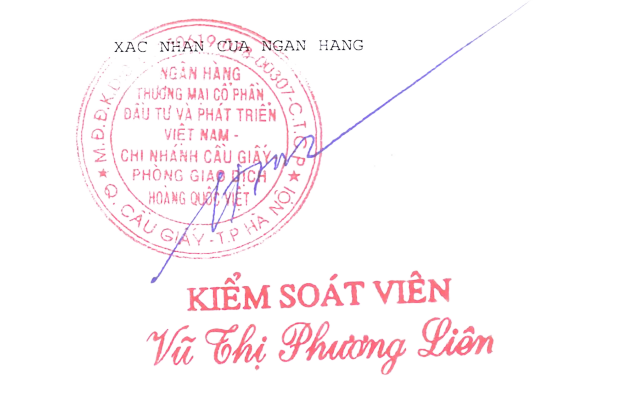 XAC NHAN CUA NGAN HANG
NGÂN HÀNG
THƯƠNG MẠI CỔ PHẦN
ĐẦU TƯ VÀ PHÁT TRIỂN
VIỆT NAM -
CHI NHÁNH CẦU GIẤY
PHÒNG GIAO DỊCH
HOÀNG QUỐC VIỆT
Q. CẦU GIẤY - T.P HÀ NỘI
KIỂM SOÁT VIÊN
Vũ Thị Phương Liên